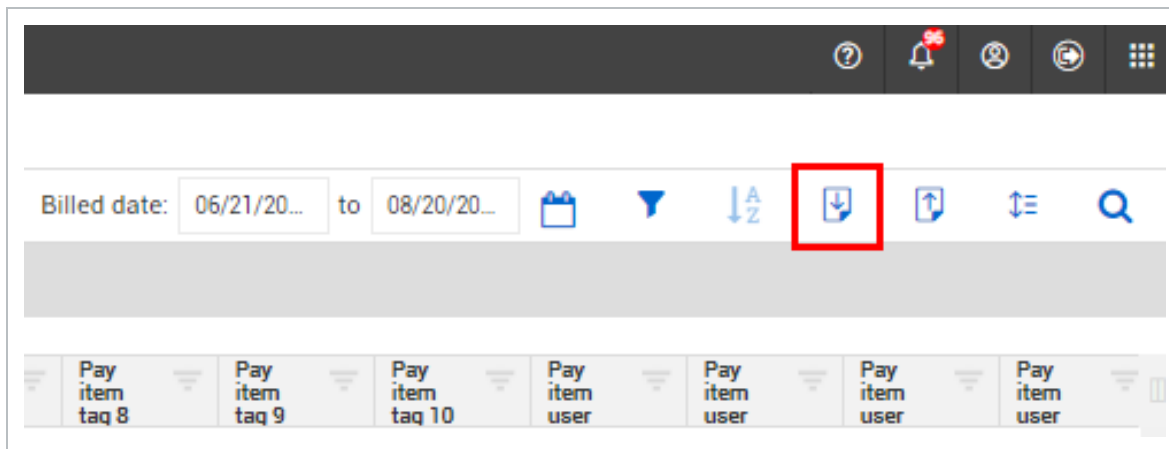 96
Billed date: 06/21/20... to 08/20/20...
A
Z
Pay item tag 8
Pay item tag 9
Pay item tag 10
Pay item user
Pay item user
Pay item user
Pay item user